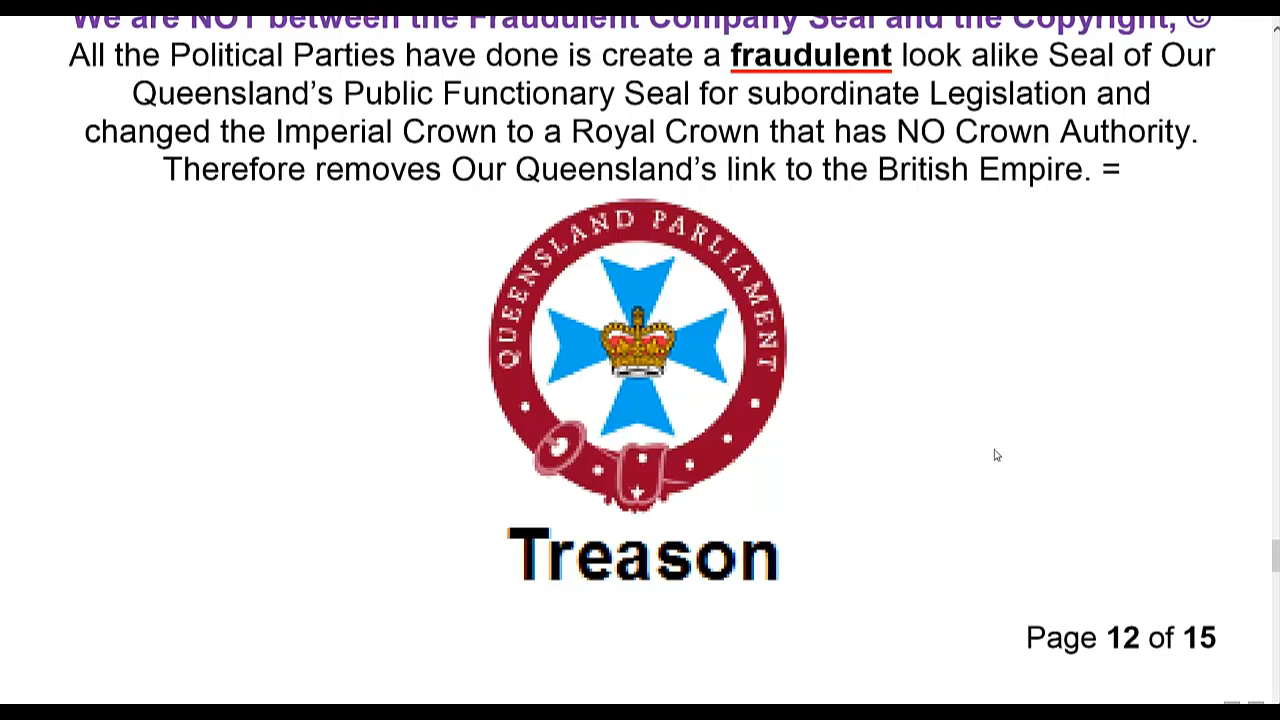 We are NOT between the Fraudulent Company Seal and the Copyright, ©
All the Political Parties have done is create a fraudulent look alike Seal of Our
Queensland's Public Functionary Seal for subordinate Legislation and
changed the Imperial Crown to a Royal Crown that has NO Crown Authority.
Therefore removes Our Queensland's link to the British Empire. =
QUEENSLAND PARLIAMENT
Treason
Page 12 of 15